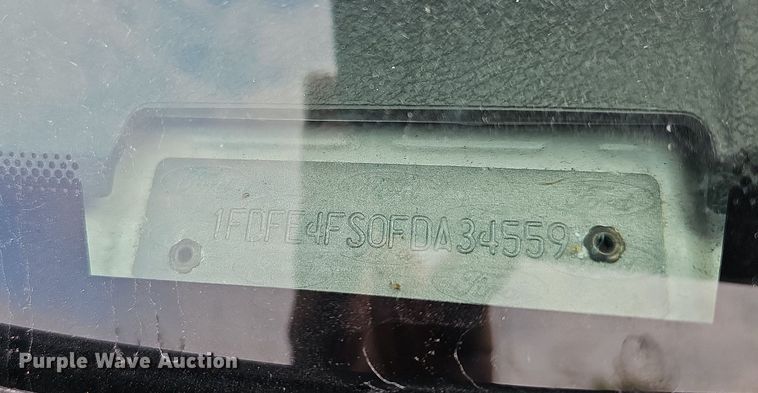 1FDFE4FS0FDA34559
Purple Wave Auction